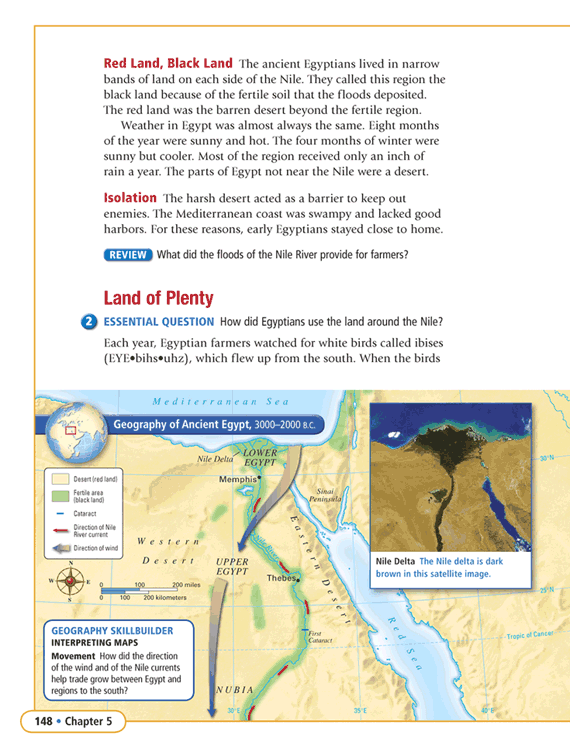 Red Land, Black Land The ancient Egyptians lived in narrow
bands of land on each side of the Nile. They called this region the
black land because of the fertile soil that the floods deposited.
The red land was the barren desert beyond the fertile region.
Weather in Egypt was almost always the same. Eight months
of the year were sunny and hot. The four months of winter were
sunny but cooler. Most of the region received only an inch of
rain a year. The parts of Egypt not near the Nile were a desert.
Isolation The harsh desert acted as a barrier to keep out
enemies. The Mediterranean coast was swampy and lacked good
harbors. For these reasons, early Egyptians stayed close to home.
REVIEW What did the floods of the Nile River provide for farmers?
Land of Plenty
2 ESSENTIAL QUESTION How did Egyptians use the land around the Nile?
Each year, Egyptian farmers watched for white birds called ibises
(EYE•bihs•uhz), which flew up from the south. When the birds
Mediterranean Sea
Geography of Ancient Egypt, 3000–2000 B.C.
Nile Delta
LOWER
EGYPT
Memphis
Sinai
Peninsula
30°N
Desert (red land)
Fertile area
(black land)
Cataract
Direction of Nile
River current
Direction of wind
N
W E
S
0 100 200 miles
0 100 200 kilometers
Western
Desert
Eastern Desert
UPPER
EGYPT
Thebes
Nile Delta The Nile delta is dark
brown in this satellite image.
25°N
Red Sea
Tropic of Cancer
First
Cataract
NUBIA
30°E
35°E
40°E
GEOGRAPHY SKILLBUILDER
INTERPRETING MAPS
Movement How did the direction
of the wind and of the Nile currents
help trade grow between Egypt and
regions to the south?
148 • Chapter 5